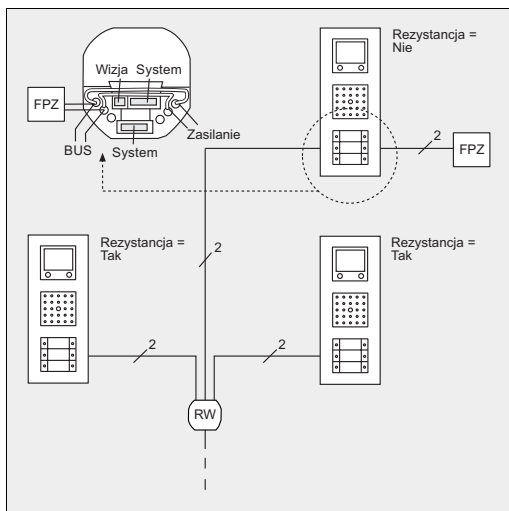 Rezystancja =
Nie
Wizja System
FPZ
Zasilanie
BUS
System
2
FPZ
2
Rezystancja =
Tak
Rezystancja =
Tak
2
2
RW